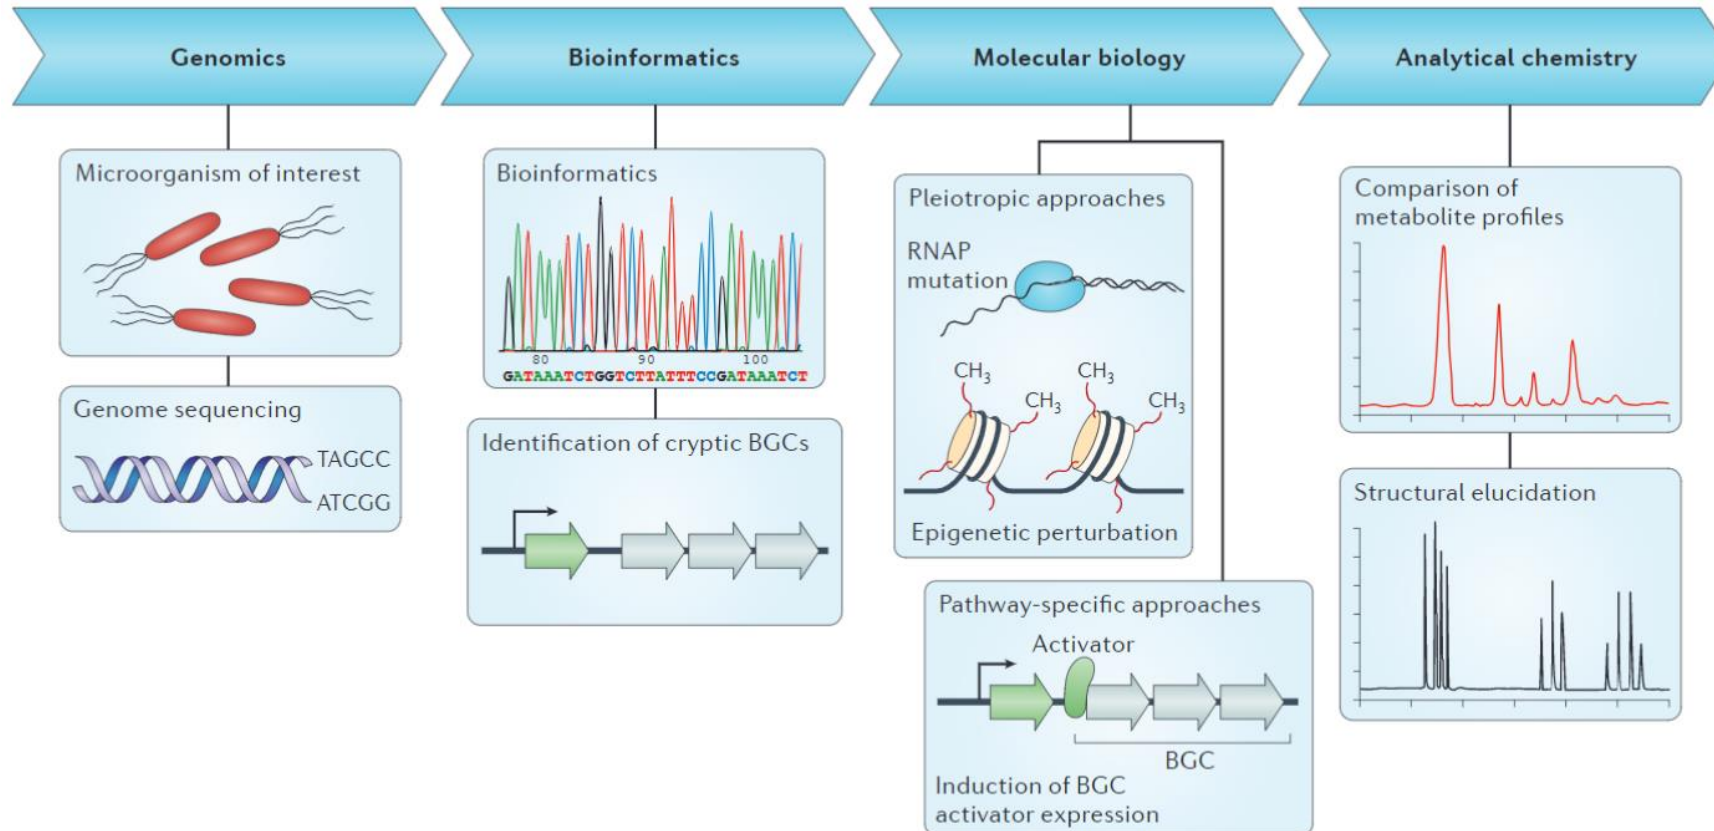 Genomics
Bioinformatics
Molecular biology
Analytical chemistry
Microorganism of interest
Genome sequencing
TAGCC
ATCGG
Bioinformatics
80 90 100
GATAAATCTGGTCTTATTTCCGATAAATCT
Identification of cryptic BGCs
Pleiotropic approaches
RNAP
mutation
CH3
CH3
CH3
CH3
Epigenetic perturbation
Pathway-specific approaches
Activator
BGC
Induction of BGC
activator expression
Comparison of
metabolite profiles
Structural elucidation